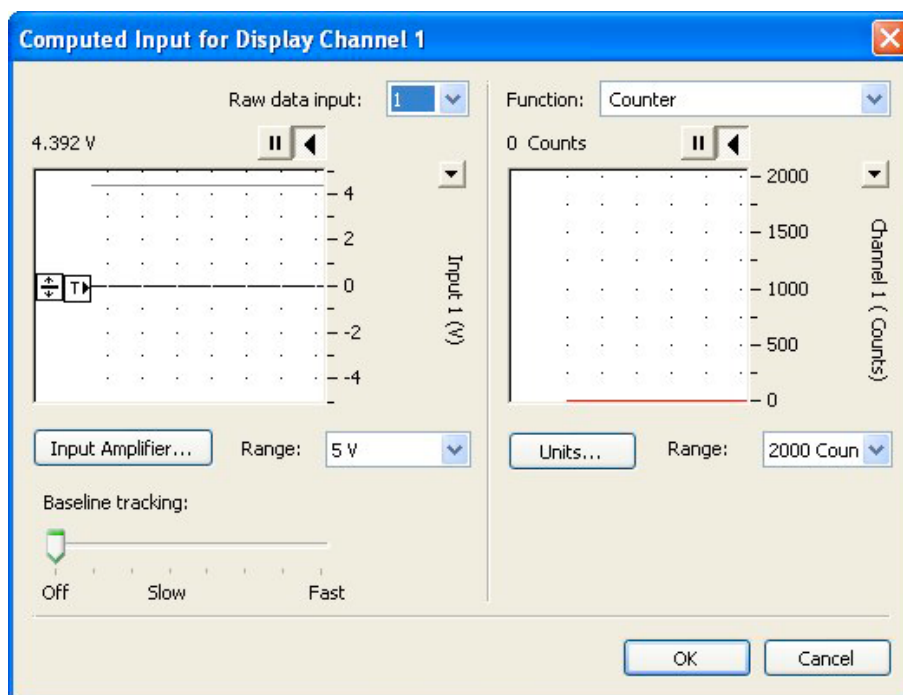 Computed Input for Display Channel 1
Raw data input:
1
4.392 V
4
2
0
-2
-4
T
Input 1 (V)
Input Amplifier...
Range:
5 V
Baseline tracking:
Off
Slow
Fast
Function:
Counter
0 Counts
2000
1500
1000
500
0
Channel 1 ( Counts)
Units...
Range:
2000 Coun
OK
Cancel